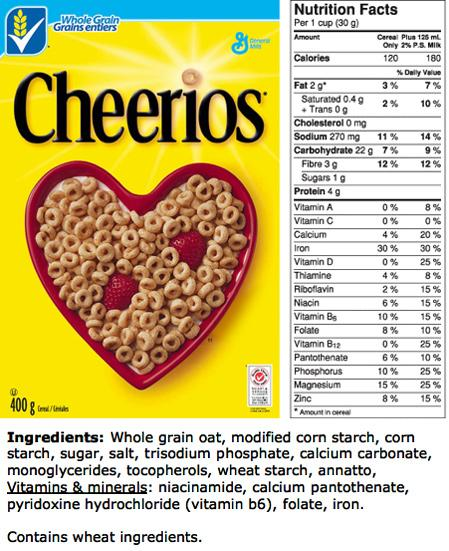 Whole Grain
Grains entiers
General
Mills
Cheerios
400 g Cereal / Céréales
Nutrition Facts
Per 1 cup (30 g)
Amount Cereal Only Plus 125 mL 2% P.S. Milk
Calories 120 180
% Daily Value
Fat 2 g* 3 % 7 %
Saturated 0.4 g
+ Trans 0 g 2 % 10 %
Cholesterol 0 mg
Sodium 270 mg 11 % 14 %
Carbohydrate 22 g 7 % 9 %
Fibre 3 g 12 % 12 %
Sugars 1 g
Protein 4 g
Vitamin A 0 % 8 %
Vitamin C 0 % 0 %
Calcium 4 % 20 %
Iron 30 % 30 %
Vitamin D 0 % 25 %
Thiamine 4 % 8 %
Riboflavin 2 % 15 %
Niacin 6 % 15 %
Vitamin B6 10 % 15 %
Folate 8 % 10 %
Vitamin B12 0 % 25 %
Pantothenate 6 % 10 %
Phosphorus 10 % 25 %
Magnesium 15 % 25 %
Zinc 8 % 15 %
* Amount in cereal
Ingredients: Whole grain oat, modified corn starch, corn
starch, sugar, salt, trisodium phosphate, calcium carbonate,
monoglycerides, tocopherols, wheat starch, annatto,
Vitamins & minerals: niacinamide, calcium pantothenate,
pyridoxine hydrochloride (vitamin b6), folate, iron.
Contains wheat ingredients.